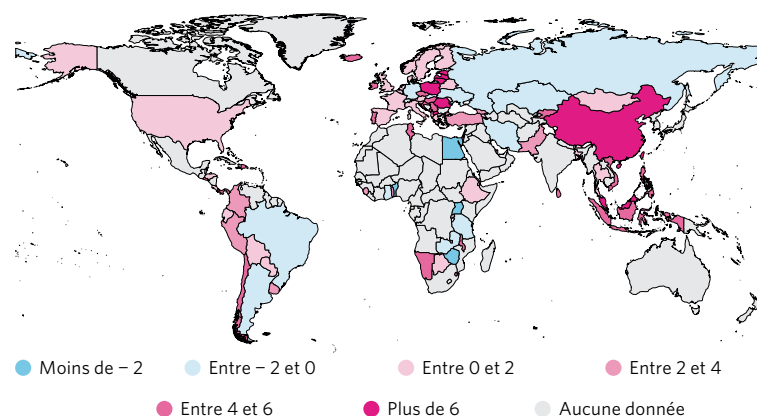 Moins de – 2 Entre – 2 et 0 Entre 0 et 2 Entre 2 et 4
Entre 4 et 6 Plus de 6 Aucune donnée